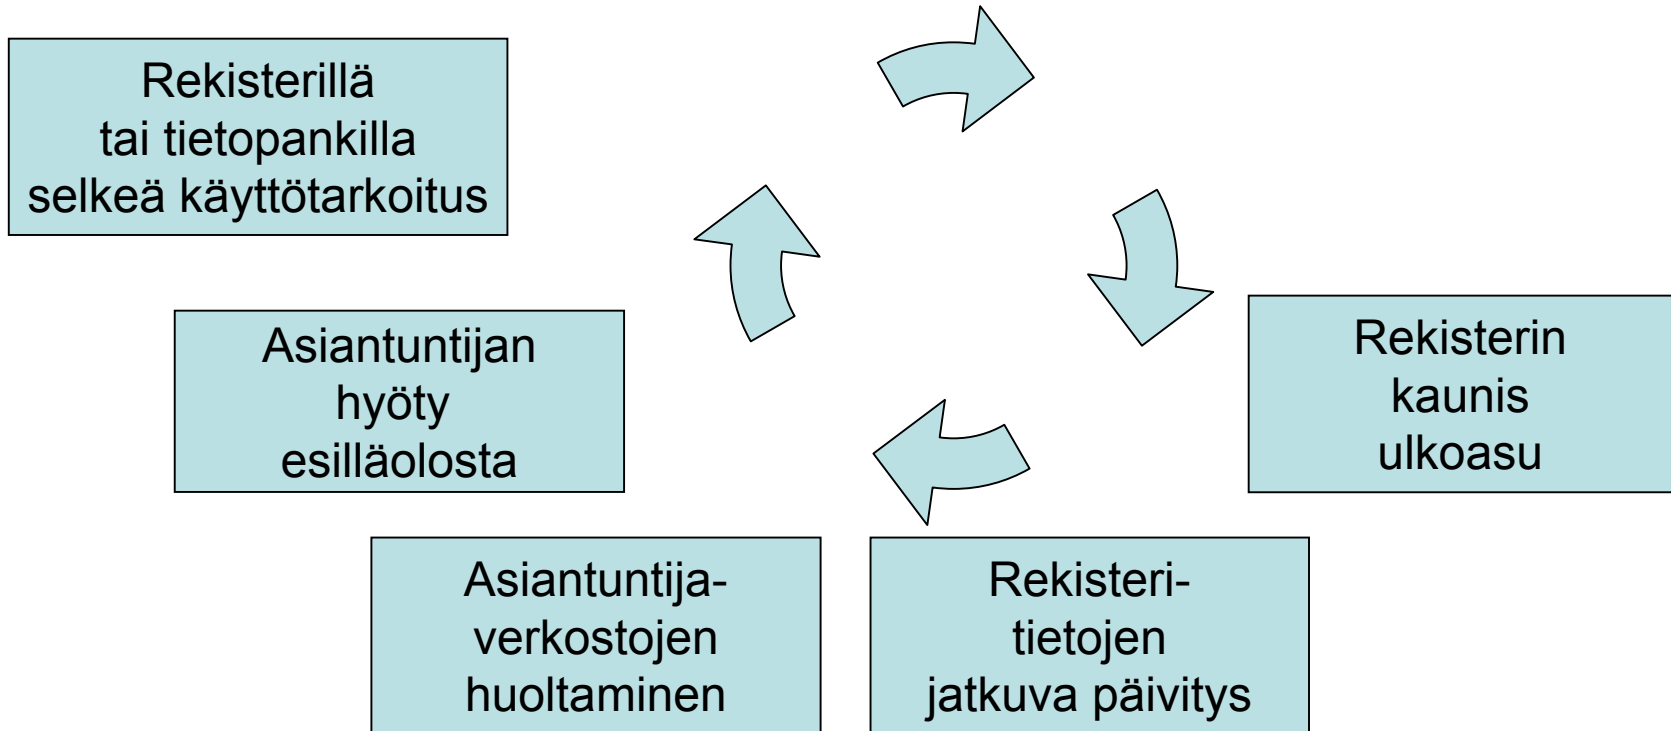 Rekisterillä
tai tietopankilla
selkeä käyttötarkoitus
Asiantuntijan
hyöty
esilläolosta
Rekisterin
kaunis
ulkoasu
Asiantuntija-
verkostojen
huoltaminen
Rekisteri-
tietojen
jatkuva päivitys